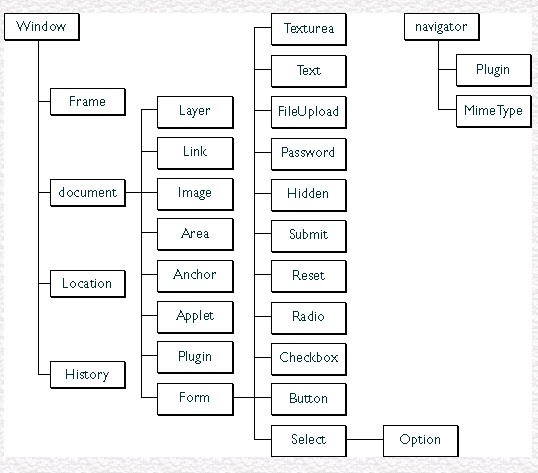 Window
Frame
document
Location
History
Layer
Link
Image
Area
Anchor
Applet
Plugin
Form
Texturea
Text
FileUpload
Password
Hidden
Submit
Reset
Radio
Checkbox
Button
Select
Option
navigator
Plugin
MimeType